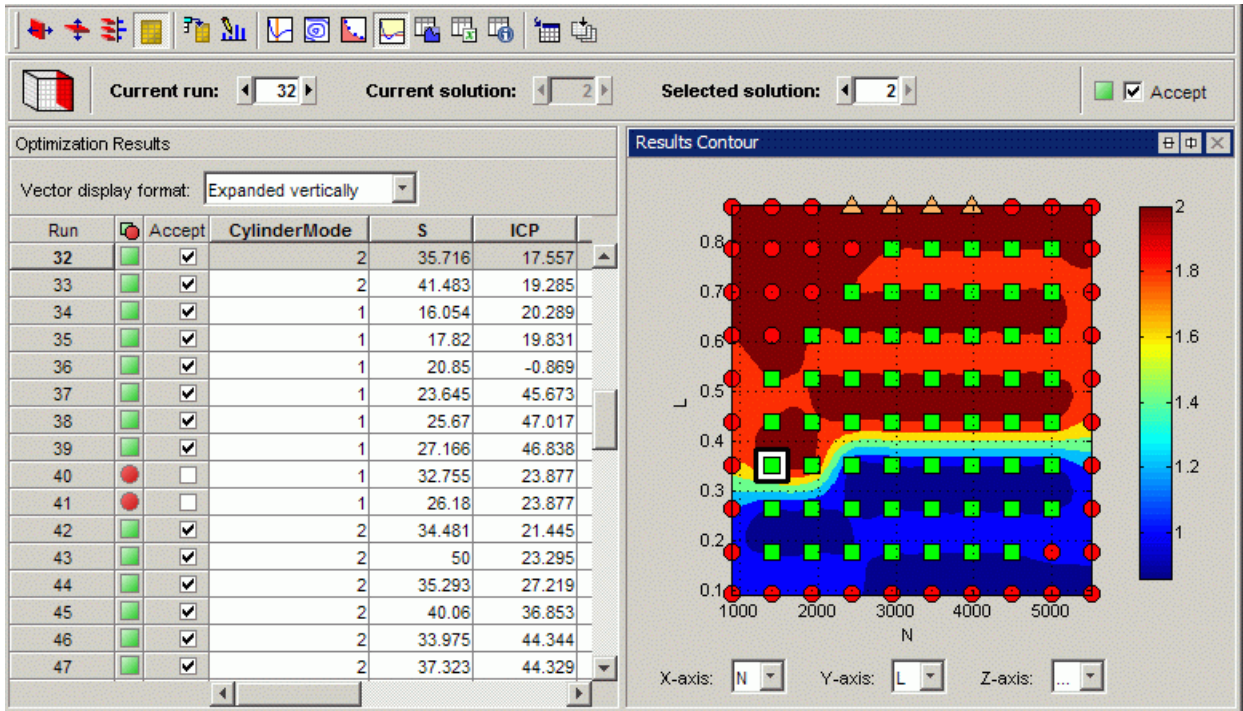 Current run: 32 Current solution: 2 Selected solution: 2 Accept
Optimization Results
Vector display format: Expanded vertically
Run Accept CylinderMode S ICP
32 2 35.716 17.557
33 2 41.483 19.285
34 1 16.054 20.289
35 1 17.82 19.831
36 1 20.85 -0.869
37 1 23.645 45.673
38 1 25.67 47.017
39 1 27.166 46.838
40 1 32.755 23.877
41 1 26.18 23.877
42 2 34.481 21.445
43 2 50 23.295
44 2 35.293 27.219
45 2 40.06 36.853
46 2 33.975 44.344
47 2 37.323 44.329
Results Contour
0.8
0.7
0.6
0.5
0.4
0.3
0.2
0.1
L
1000 2000 3000 4000 5000
N
2
1.8
1.6
1.4
1.2
1
X-axis: N Y-axis: L Z-axis: ...